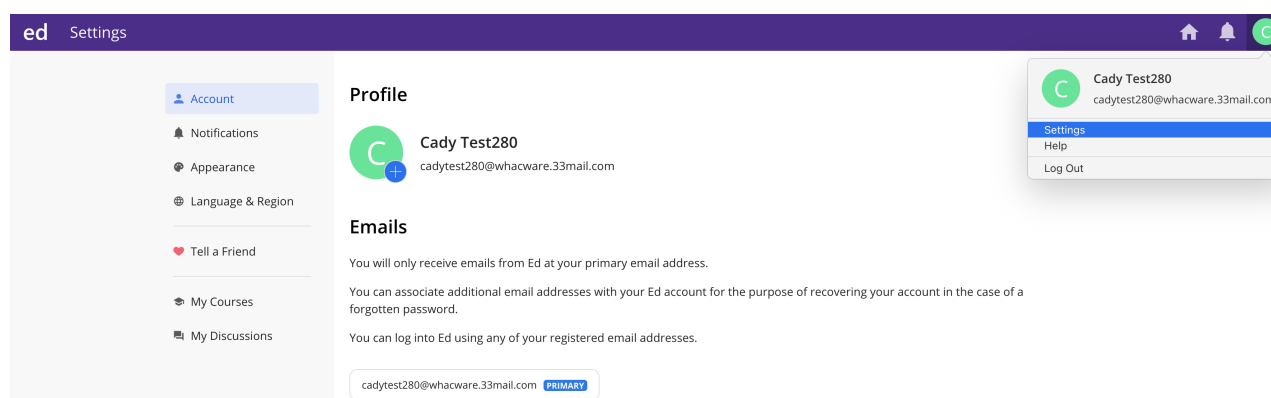 ed Settings
C
Account
Notifications
Appearance
Language & Region
Tell a Friend
My Courses
My Discussions
Profile
C
Cady Test280
cadytest280@whacware.33mail.com
Emails
You will only receive emails from Ed at your primary email address.
You can associate additional email addresses with your Ed account for the purpose of recovering your account in the case of a
forgotten password.
You can log into Ed using any of your registered email addresses.
cadytest280@whacware.33mail.com PRIMARY
C
Cady Test280
cadytest280@whacware.33mail.com
Settings
Help
Log Out